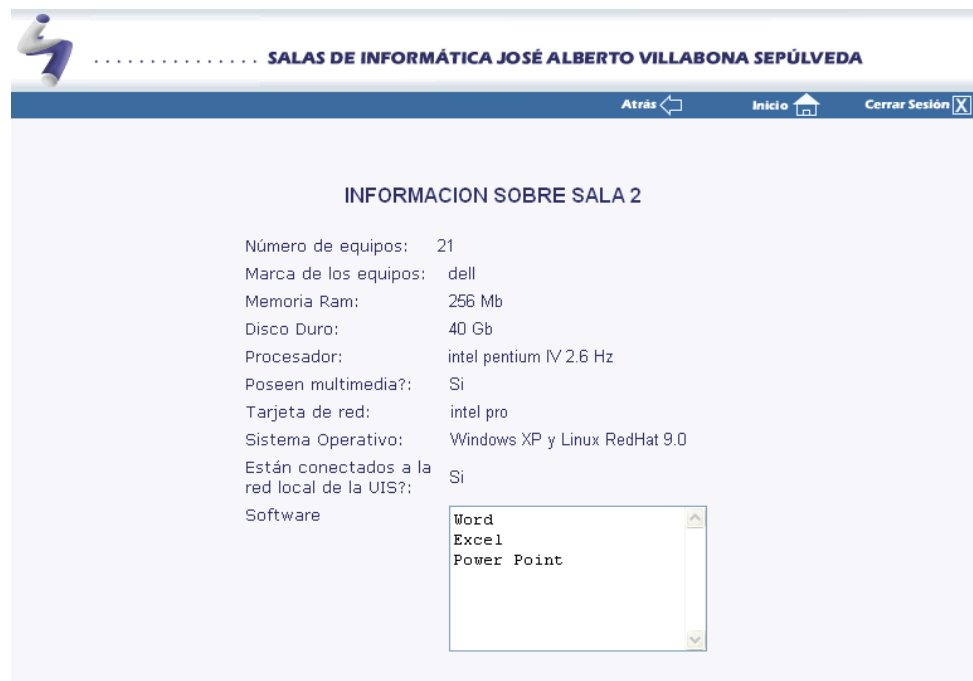 ............... SALAS DE INFORMÁTICA JOSÉ ALBERTO VILLABONA SEPÚLVEDA
Atrás Inicio Cerrar Sesión X
INFORMACION SOBRE SALA 2
Número de equipos: 21
Marca de los equipos: dell
Memoria Ram: 256 Mb
Disco Duro: 40 Gb
Procesador: intel pentium IV 2.6 Hz
Poseen multimedia?: Si
Tarjeta de red: intel pro
Sistema Operativo: Windows XP y Linux RedHat 9.0
Están conectados a la
red local de la UIS?: Si
Software
Word
Excel
Power Point